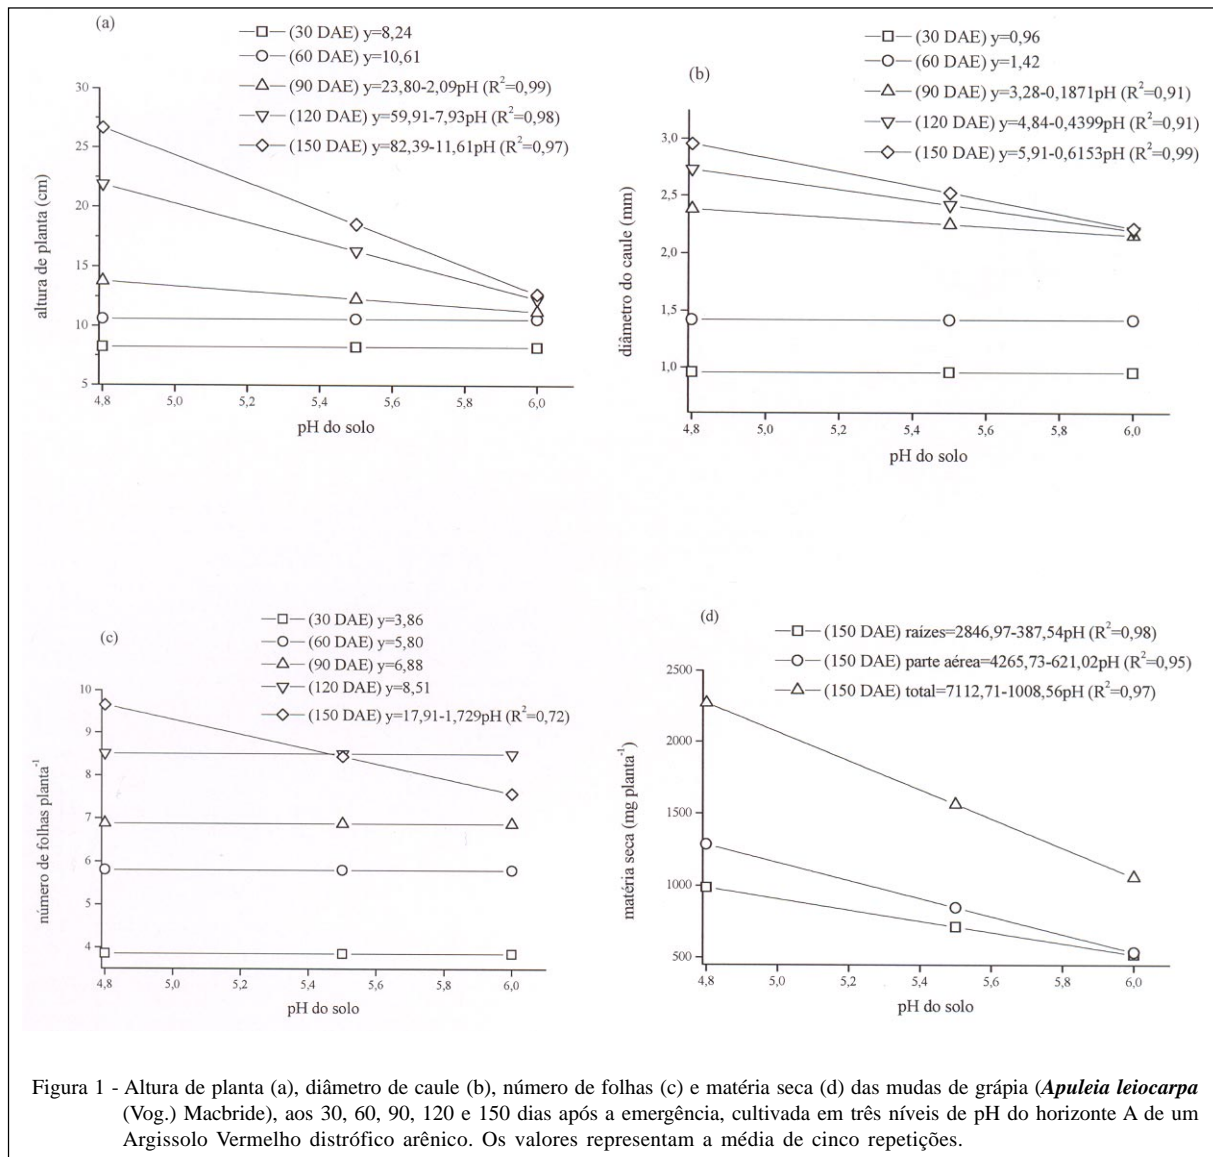 (a)
(30 DAE) y=8,24
(60 DAE) y=10,61
(90 DAE) y=23,80-2,09pH (R²=0,99)
(120 DAE) y=59,91-7,93pH (R²=0,98)
(150 DAE) y=82,39-11,61pH (R²=0,97)
30
25
20
15
10
5
altura de planta (cm)
4,8 5,0 5,2 5,4 5,6 5,8 6,0
pH do solo
(b)
(30 DAE) y=0,96
(60 DAE) y=1,42
(90 DAE) y=3,28-0,1871pH (R²=0,91)
(120 DAE) y=4,84-0,4399pH (R²=0,91)
(150 DAE) y=5,91-0,6153pH (R²=0,99)
3,0
2,5
2,0
1,5
1,0
diâmetro do caule (mm)
4,8 5,0 5,2 5,4 5,6 5,8 6,0
pH do solo
(c)
(30 DAE) y=3,86
(60 DAE) y=5,80
(90 DAE) y=6,88
(120 DAE) y=8,51
(150 DAE) y=17,91-1,729pH (R²=0,72)
10
9
8
7
6
5
4
número de folhas planta⁻¹
4,8 5,0 5,2 5,4 5,6 5,8 6,0
pH do solo
(d)
(150 DAE) raízes=2846,97-387,54pH (R²=0,98)
(150 DAE) parte aérea=4265,73-621,02pH (R²=0,95)
(150 DAE) total=7112,71-1008,56pH (R²=0,97)
2500
2000
1500
1000
500
matéria seca (mg planta⁻¹)
4,8 5,0 5,2 5,4 5,6 5,8 6,0
pH do solo
Figura 1 - Altura de planta (a), diâmetro de caule (b), número de folhas (c) e matéria seca (d) das mudas de grápia (Apuleia leiocarpa
(Vog.) Macbride), aos 30, 60, 90, 120 e 150 dias após a emergência, cultivada em três níveis de pH do horizonte A de um
Argissolo Vermelho distrófico arênico. Os valores representam a média de cinco repetições.